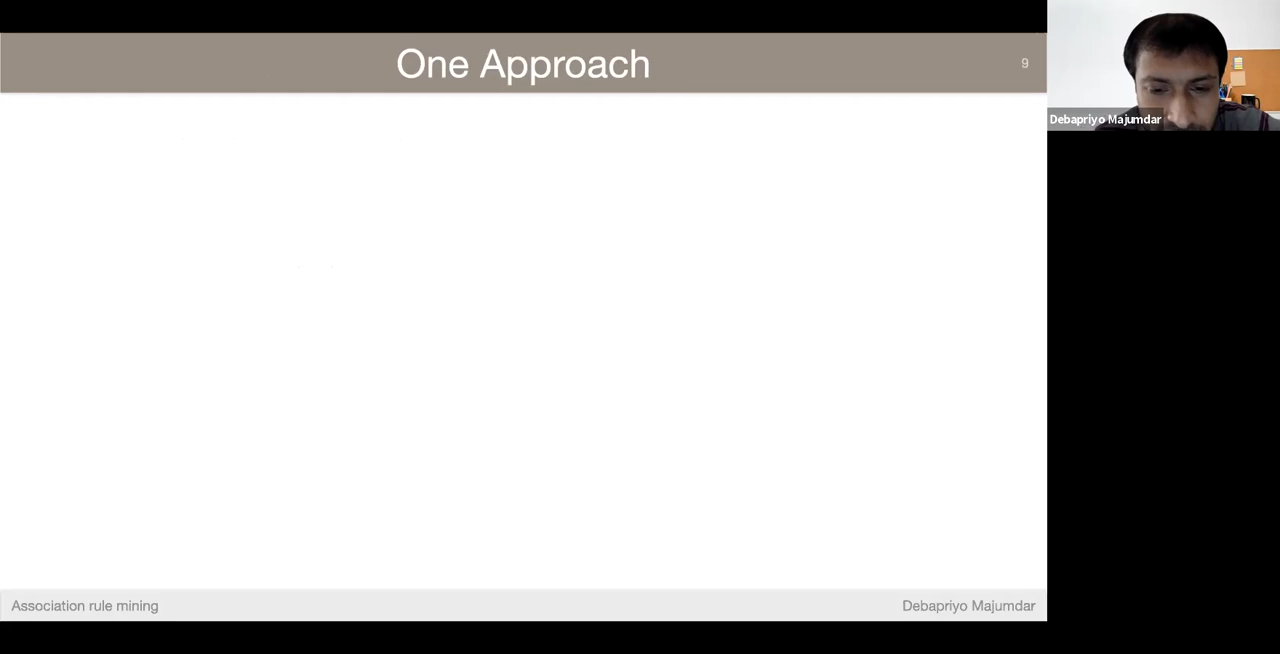 One Approach
9
Debapriyo Majumdar
Association rule mining
Debapriyo Majumdar